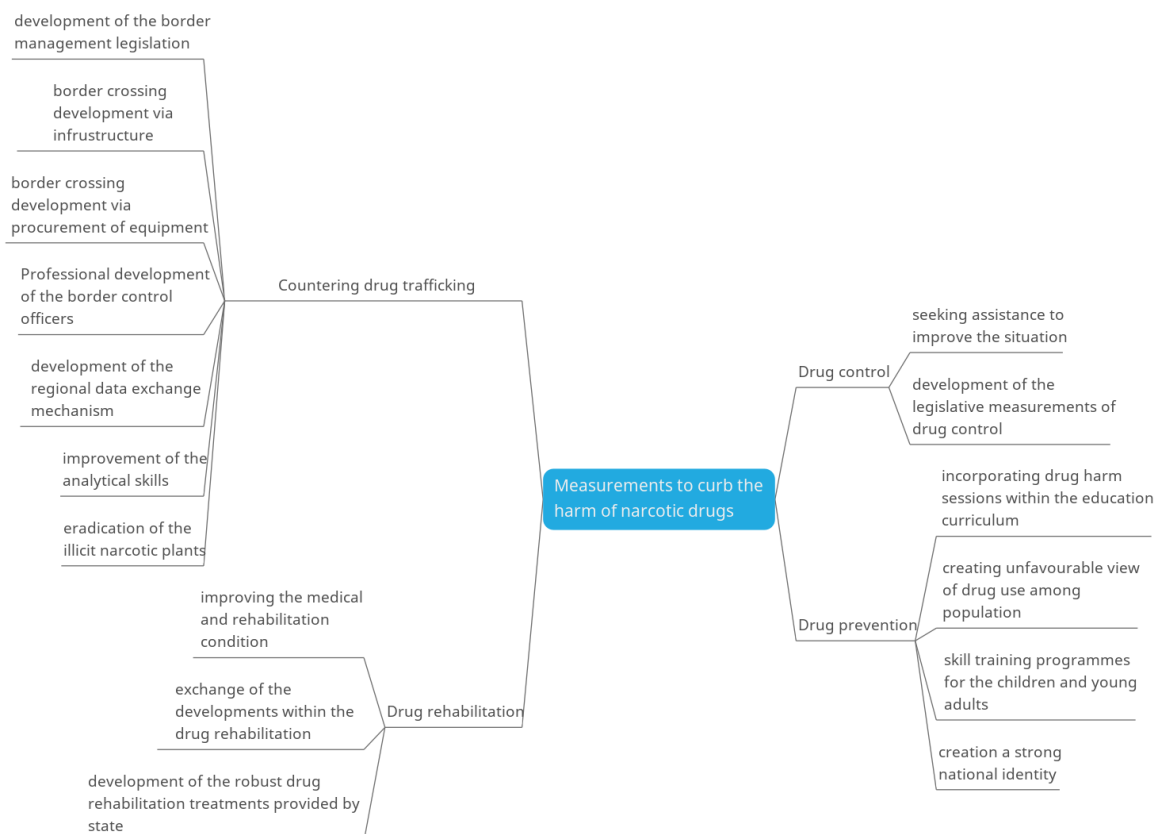 development of the border
management legislation
border crossing
development via
infrustructure
border crossing
development via
procurement of equipment
Professional development
of the border control
officers
development of the
regional data exchange
mechanism
improvement of the
analytical skills
eradication of the
illicit narcotic plants
Countering drug trafficking
improving the medical
and rehabilitation
condition
exchange of the
developments within the
drug rehabilitation
development of the robust drug
rehabilitation treatments provided by
state
Drug rehabilitation
Measurements to curb the
harm of narcotic drugs
Drug control
seeking assistance to
improve the situation
development of the
legislative measurements of
drug control
Drug prevention
incorporating drug harm
sessions within the education
curriculum
creating unfavourable view
of drug use among
population
skill training programmes
for the children and young
adults
creation a strong
national identity